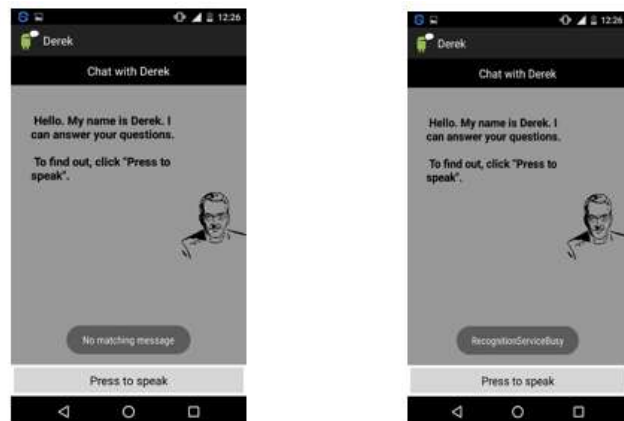 12:26
Derek
Chat with Derek
Hello. My name is Derek. I
can answer your questions.
To find out, click "Press to
speak".
No matching message
Press to speak
12:26
Derek
Chat with Derek
Hello. My name is Derek. I
can answer your questions.
To find out, click "Press to
speak".
RecognitionServiceBusy
Press to speak